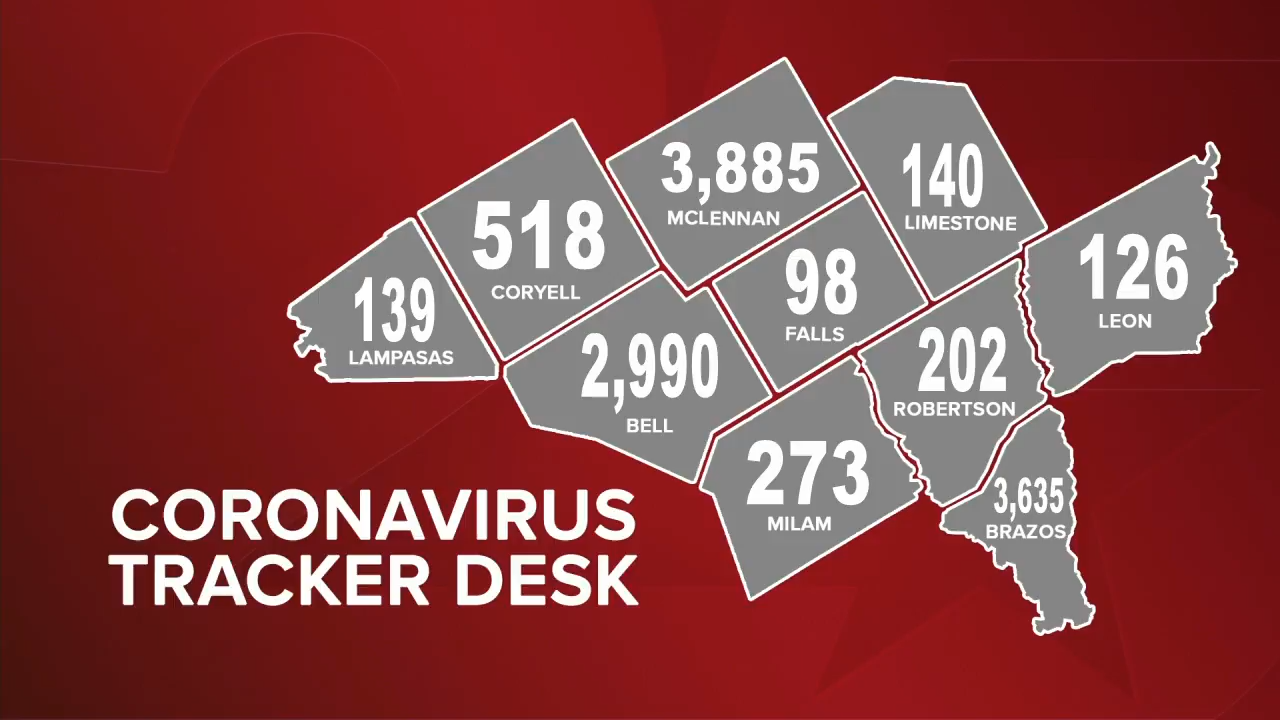 3,885
MCLENNAN
140
LIMESTONE
518
CORYELL
98
FALLS
126
LEON
139
LAMPASAS
2,990
BELL
202
ROBERTSON
273
MILAM
3,635
BRAZOS
CORONAVIRUS
TRACKER DESK